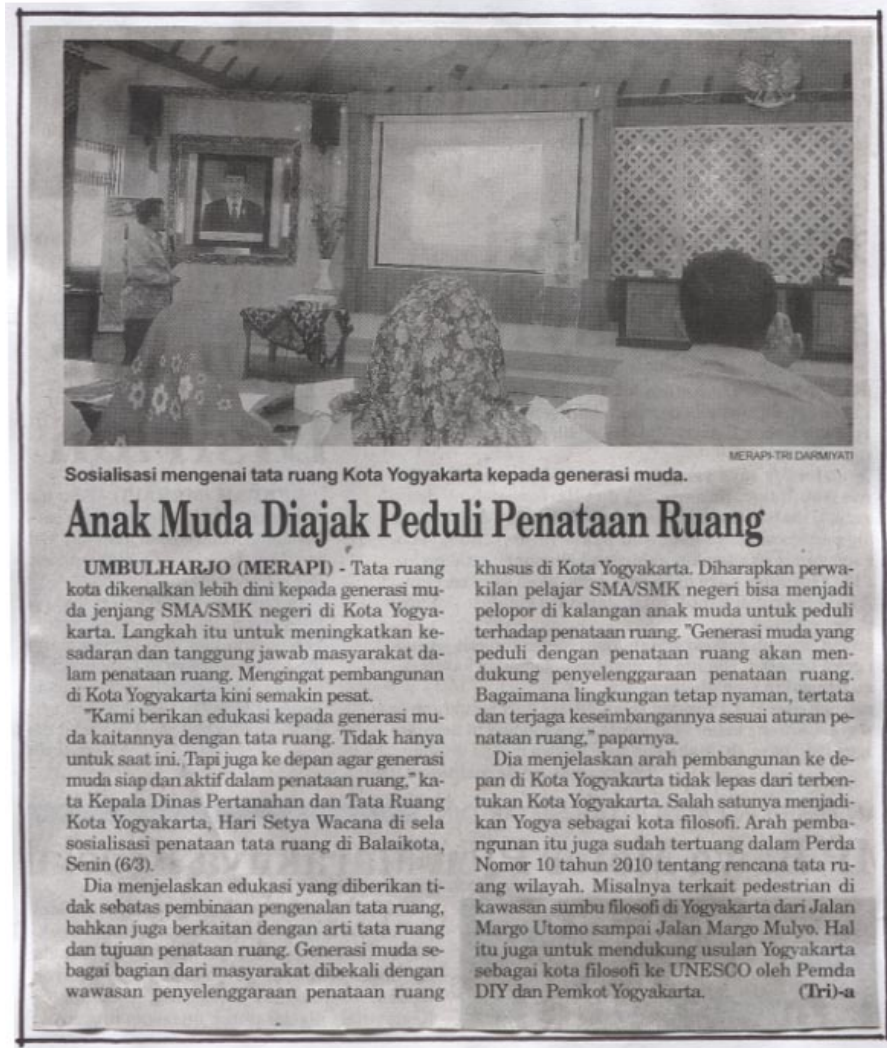 MERAPI-TRI DARMIYATI
Sosialisasi mengenai tata ruang Kota Yogyakarta kepada generasi muda.
Anak Muda Diajak Peduli Penataan Ruang
UMBULHARJO (MERAPI) - Tata ruang
kota dikenalkan lebih dini kepada generasi mu-
da jenjang SMA/SMK negeri di Kota Yogya-
karta. Langkah itu untuk meningkatkan ke-
sadaran dan tanggung jawab masyarakat da-
lam penataan ruang. Mengingat pembangunan
di Kota Yogyakarta kini semakin pesat.
"Kami berikan edukasi kepada generasi mu-
da kaitannya dengan tata ruang. Tidak hanya
untuk saat ini. Tapi juga ke depan agar generasi
muda siap dan aktif dalam penataan ruang," ka-
ta Kepala Dinas Pertanahan dan Tata Ruang
Kota Yogyakarta, Hari Setya Wacana di sela
sosialisasi penataan tata ruang di Balaikota,
Senin (6/3).
Dia menjelaskan edukasi yang diberikan ti-
dak sebatas pembinaan pengenalan tata ruang,
bahkan juga berkaitan dengan arti tata ruang
dan tujuan penataan ruang. Generasi muda se-
bagai bagian dari masyarakat dibekali dengan
wawasan penyelenggaraan penataan ruang
khusus di Kota Yogyakarta. Diharapkan perwa-
kilan pelajar SMA/SMK negeri bisa menjadi
pelopor di kalangan anak muda untuk peduli
terhadap penataan ruang. "Generasi muda yang
peduli dengan penataan ruang akan men-
dukung penyelenggaraan penataan ruang.
Bagaimana lingkungan tetap nyaman, tertata
dan terjaga keseimbangannya sesuai aturan pe-
nataan ruang," paparnya.
Dia menjelaskan arah pembangunan ke de-
pan di Kota Yogyakarta tidak lepas dari terben-
tukan Kota Yogyakarta. Salah satunya menjadi-
kan Yogya sebagai kota filosofi. Arah pemba-
ngunan itu juga sudah tertuang dalam Perda
Nomor 10 tahun 2010 tentang rencana tata ru-
ang wilayah. Misalnya terkait pedestrian di
kawasan sumbu filosofi di Yogyakarta dari Jalan
Margo Utomo sampai Jalan Margo Mulyo. Hal
itu juga untuk mendukung usulan Yogyakarta
sebagai kota filosofi ke UNESCO oleh Pemda
DIY dan Pemkot Yogyakarta. (Tri)-a